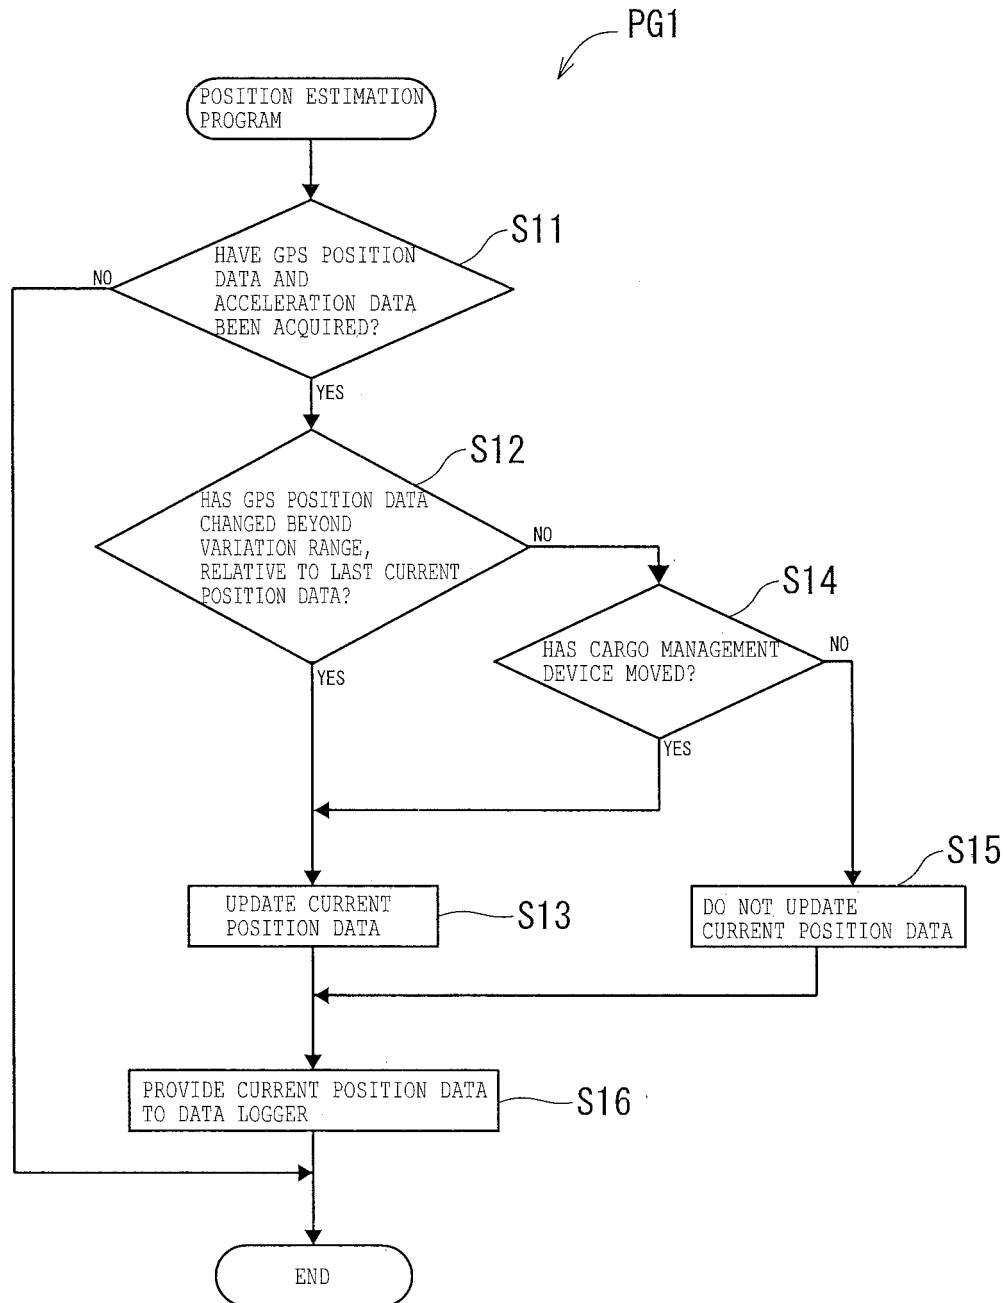 PG1
POSITION ESTIMATION
PROGRAM
S11
HAVE GPS POSITION
DATA AND
ACCELERATION DATA
BEEN ACQUIRED?
NO
YES
S12
HAS GPS POSITION DATA
CHANGED BEYOND
VARIATION RANGE,
RELATIVE TO LAST CURRENT
POSITION DATA?
NO
YES
S14
HAS CARGO MANAGEMENT
DEVICE MOVED?
NO
YES
S15
UPDATE CURRENT
POSITION DATA
S13
DO NOT UPDATE
CURRENT POSITION DATA
PROVIDE CURRENT POSITION DATA
TO DATA LOGGER
S16
END